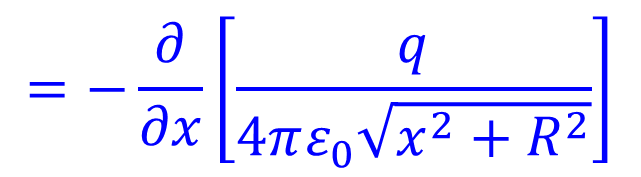 = −∂/∂x [q / 4πε₀√(x² + R²)]